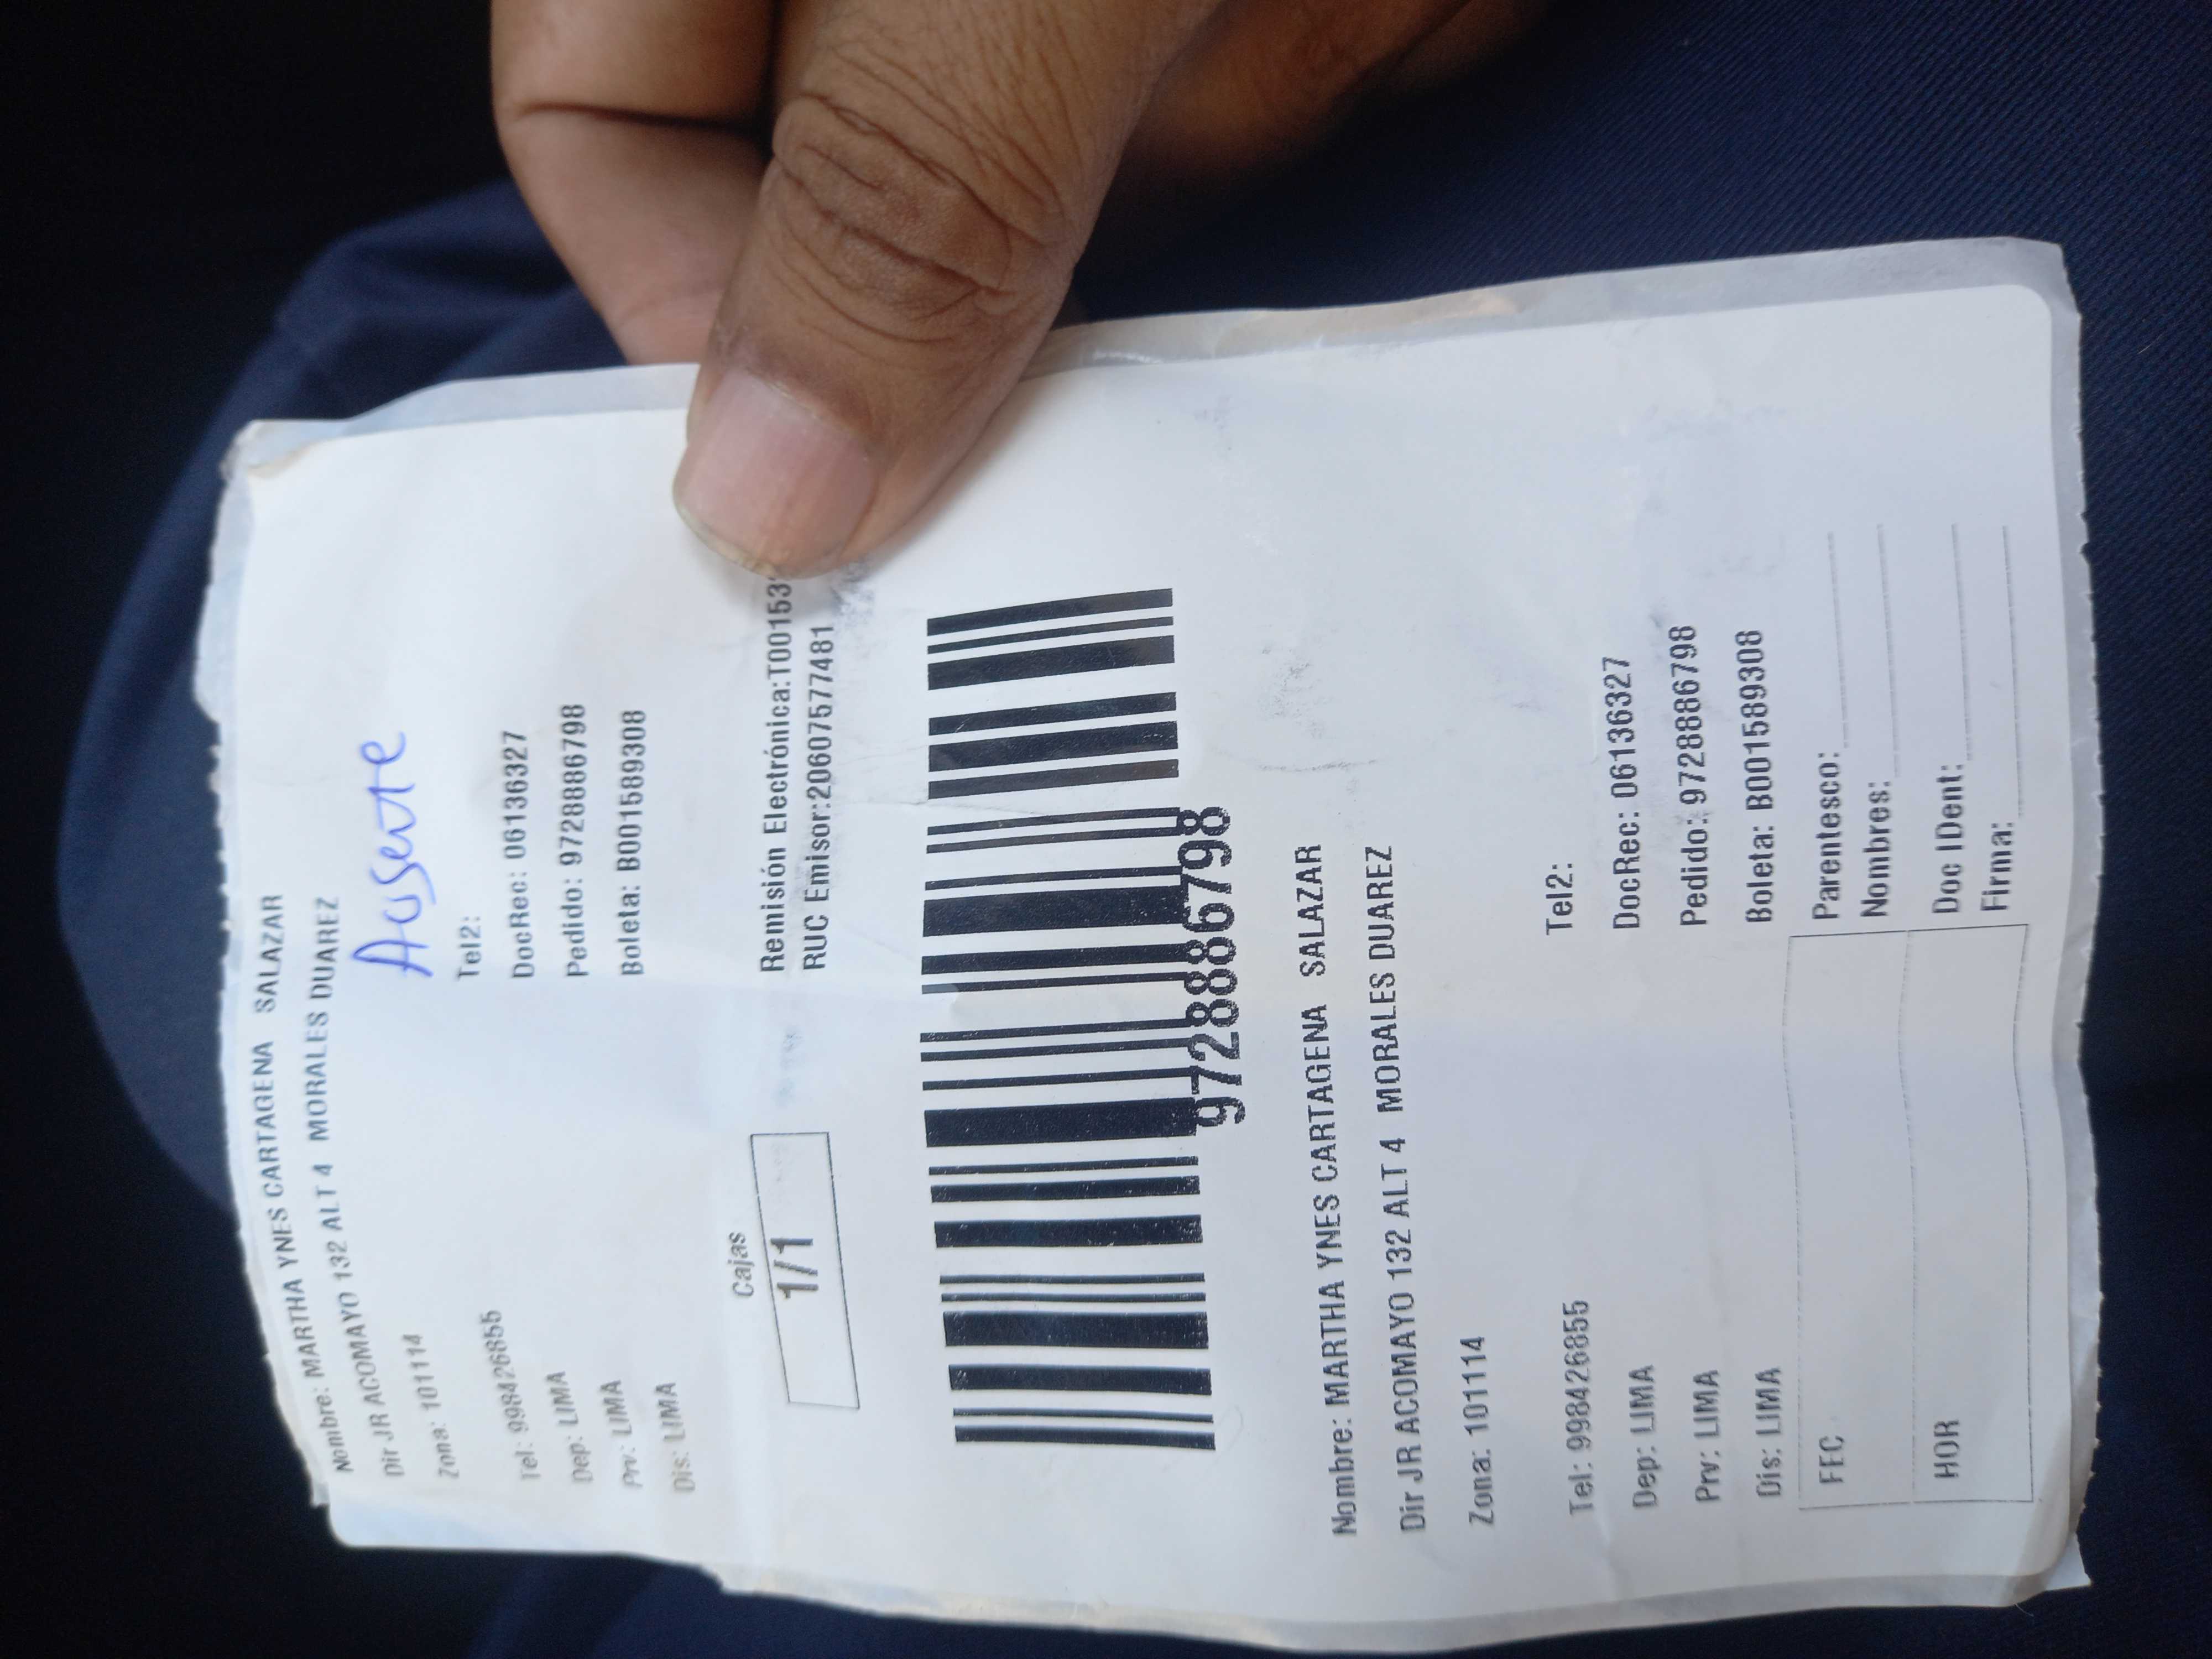 Nombre: MARTHA YNES CARTAGENA SALAZAR
Dir JR ACOMAYO 132 ALT 4 MORALES DUAREZ
Zona: 101114
Ausente
Tel: 998426855 Tel2:
Dep: LIMA DocRec: 06136327
Prv: LIMA Pedido: 9728886798
Dis: LIMA Boleta: B001589308
Cajas
1/1
Remisión Electrónica:T00153
RUC Emisor:20607577481
9728886798
Nombre: MARTHA YNES CARTAGENA SALAZAR
Dir JR ACOMAYO 132 ALT 4 MORALES DUAREZ
Zona: 101114
Tel: 998426855 Tel2:
Dep: LIMA DocRec: 06136327
Prv: LIMA Pedido: 9728886798
Dis: LIMA Boleta: B001589308
FEC
HOR
Parentesco:
Nombres:
Doc IDent:
Firma: